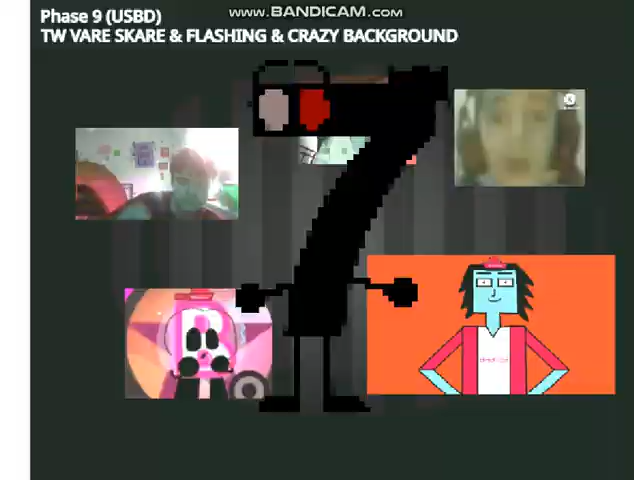 www.BANDICAM.com
Phase 9 (USBD)
TW VARE SKARE & FLASHING & CRAZY BACKGROUND